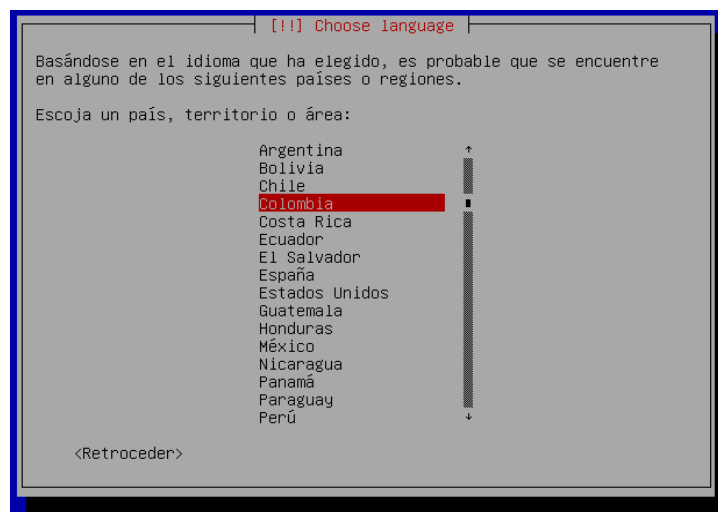 [!!] Choose language
Basándose en el idioma que ha elegido, es probable que se encuentre
en alguno de los siguientes países o regiones.
Escoja un país, territorio o área:
Argentina
Bolivia
Chile
Colombia
Costa Rica
Ecuador
El Salvador
España
Estados Unidos
Guatemala
Honduras
México
Nicaragua
Panamá
Paraguay
Perú
<Retroceder>